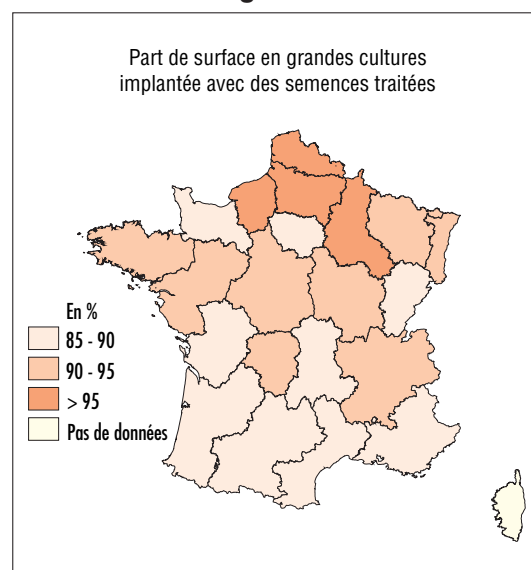 Part de surface en grandes cultures
implantée avec des semences traitées
En %
85 - 90
90 - 95
> 95
Pas de données